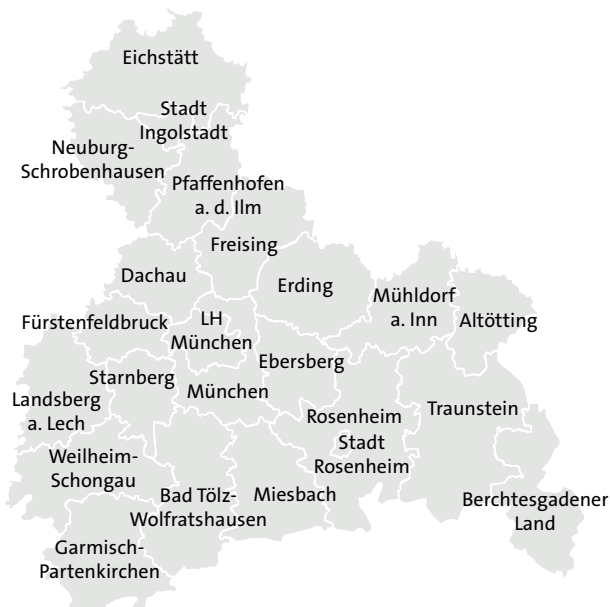 Eichstätt
Stadt
Ingolstadt
Neuburg-
Schrobenhausen
Pfaffenhofen
a. d. Ilm
Freising
Dachau
Erding
Mühldorf
a. Inn
Altötting
Fürstenfeldbruck
LH
München
Ebersberg
Starnberg
München
Landsberg
a. Lech
Rosenheim
Stadt
Rosenheim
Traunstein
Weilheim-
Schongau
Bad Tölz-
Wolfratshausen
Miesbach
Berchtesgadener
Land
Garmisch-
Partenkirchen